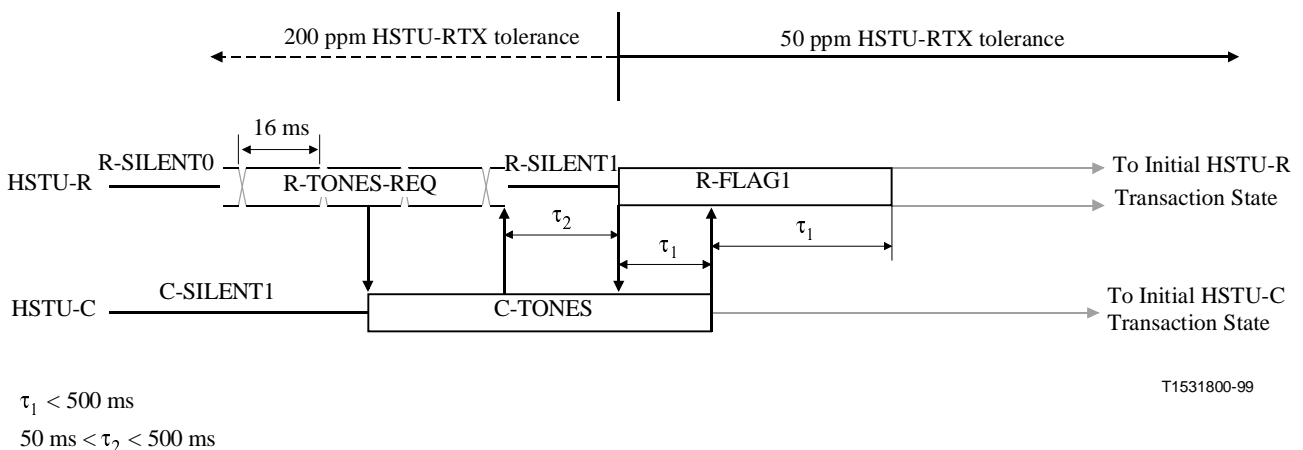 200 ppm HSTU-RTX tolerance
50 ppm HSTU-RTX tolerance
16 ms
R-SILENT0
R-SILENT1
HSTU-R
R-TONES-REQ
R-FLAG1
To Initial HSTU-R
Transaction State
τ2
τ1
τ1
C-SILENT1
HSTU-C
C-TONES
To Initial HSTU-C
Transaction State
T1531800-99
τ1 < 500 ms
50 ms < τ2 < 500 ms